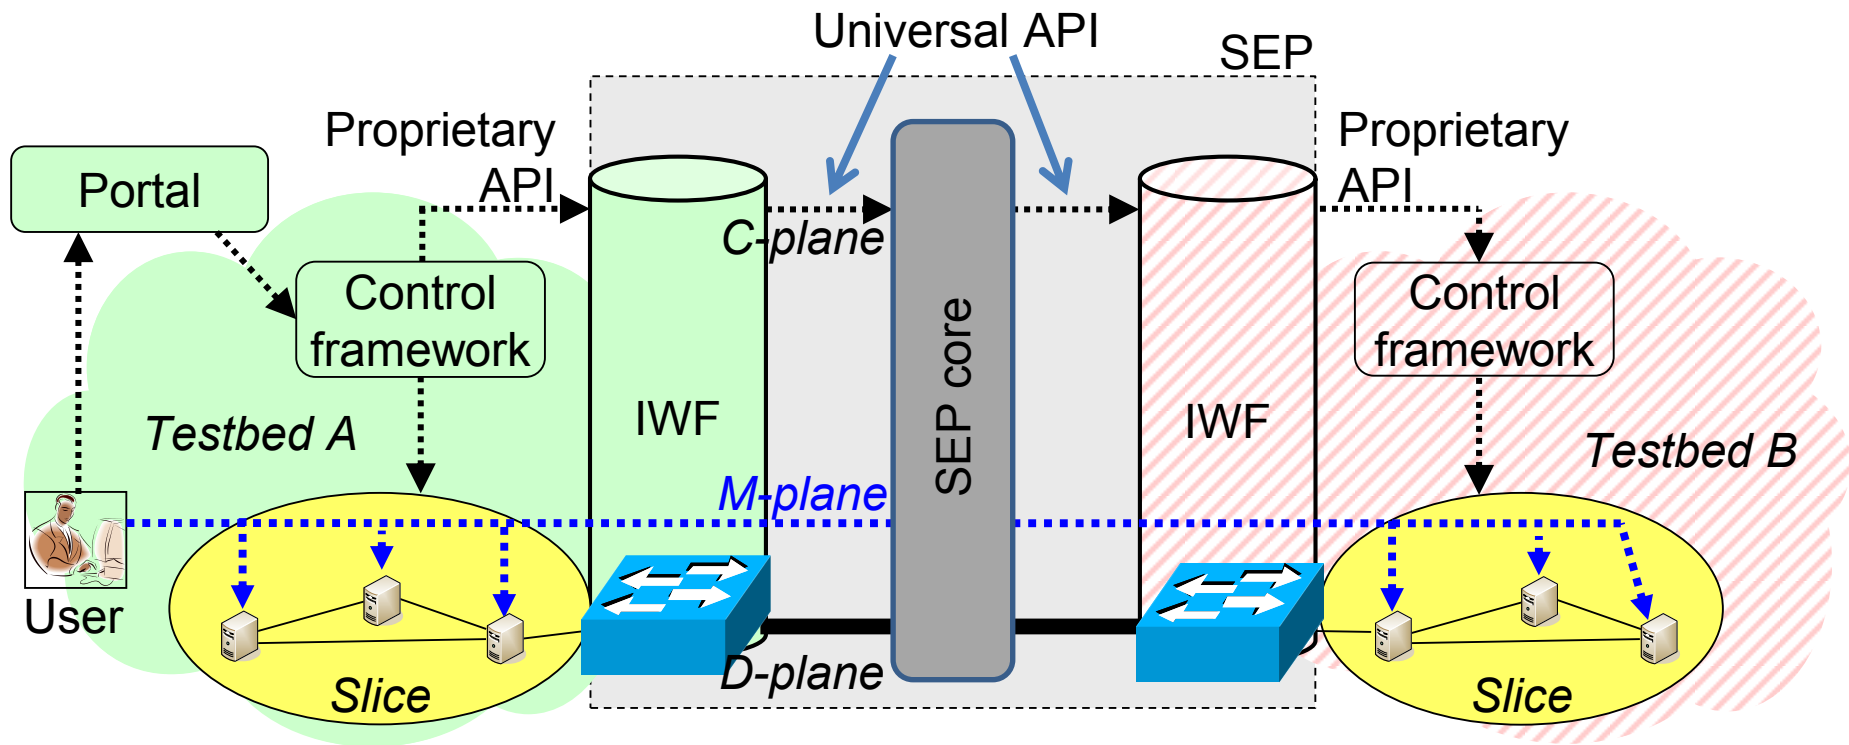 Universal API
SEP
Proprietary
API
Proprietary
API
Portal
C-plane
Control
framework
Control
framework
SEP core
IWF
IWF
Testbed A
Testbed B
M-plane
User
D-plane
Slice
Slice